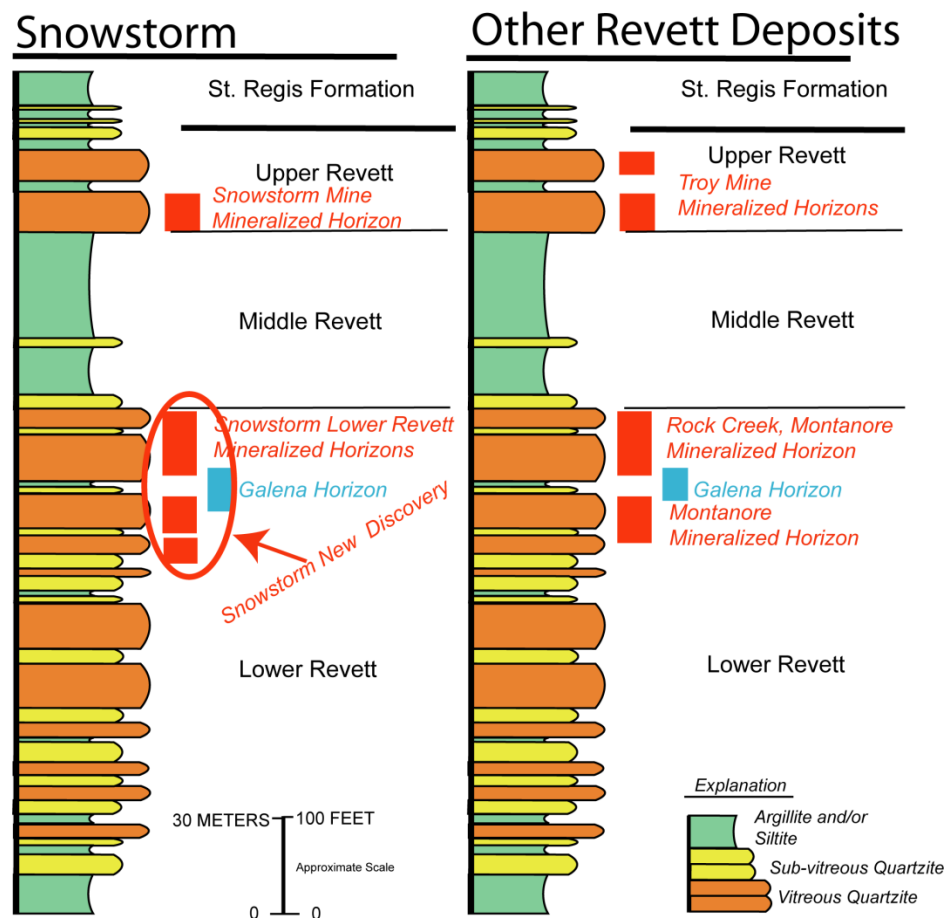 Snowstorm
St. Regis Formation
Upper Revett
Snowstorm Mine
Mineralized Horizon
Middle Revett
Snowstorm Lower Revett
Mineralized Horizons
Galena Horizon
Snowstorm New Discovery
Lower Revett
30 METERS
100 FEET
Approximate Scale
0
0
Other Revett Deposits
St. Regis Formation
Upper Revett
Troy Mine
Mineralized Horizons
Middle Revett
Rock Creek, Montanore
Mineralized Horizon
Galena Horizon
Montanore
Mineralized Horizon
Lower Revett
Explanation
Argillite and/or
Siltite
Sub-vitreous Quartzite
Vitreous Quartzite